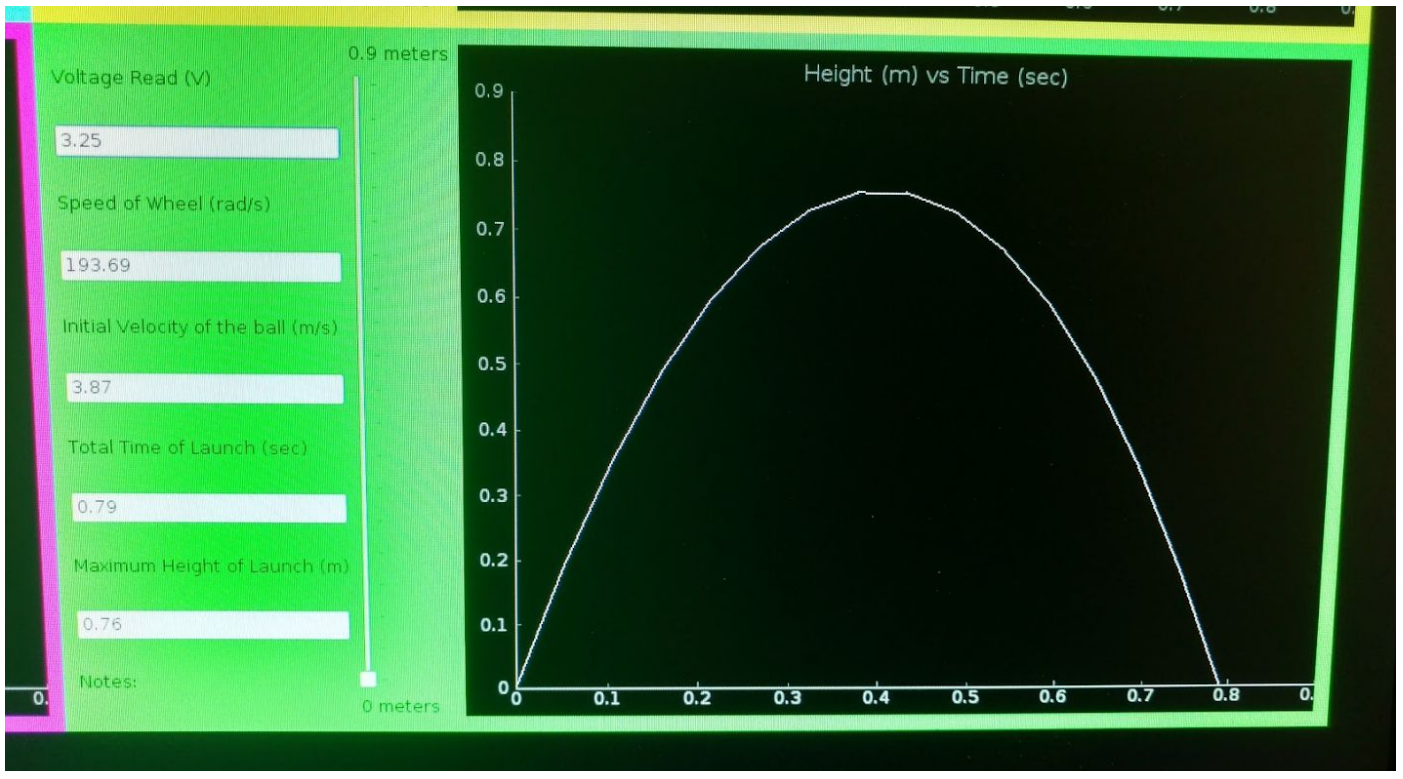 0.9 meters
Voltage Read (V)
3.25
Speed of Wheel (rad/s)
193.69
Initial Velocity of the ball (m/s)
3.87
Total Time of Launch (sec)
0.79
Maximum Height of Launch (m)
0.76
Notes:
0 meters
Height (m) vs Time (sec)
0.9
0.8
0.7
0.6
0.5
0.4
0.3
0.2
0.1
0
0 0.1 0.2 0.3 0.4 0.5 0.6 0.7 0.8 0.
0.